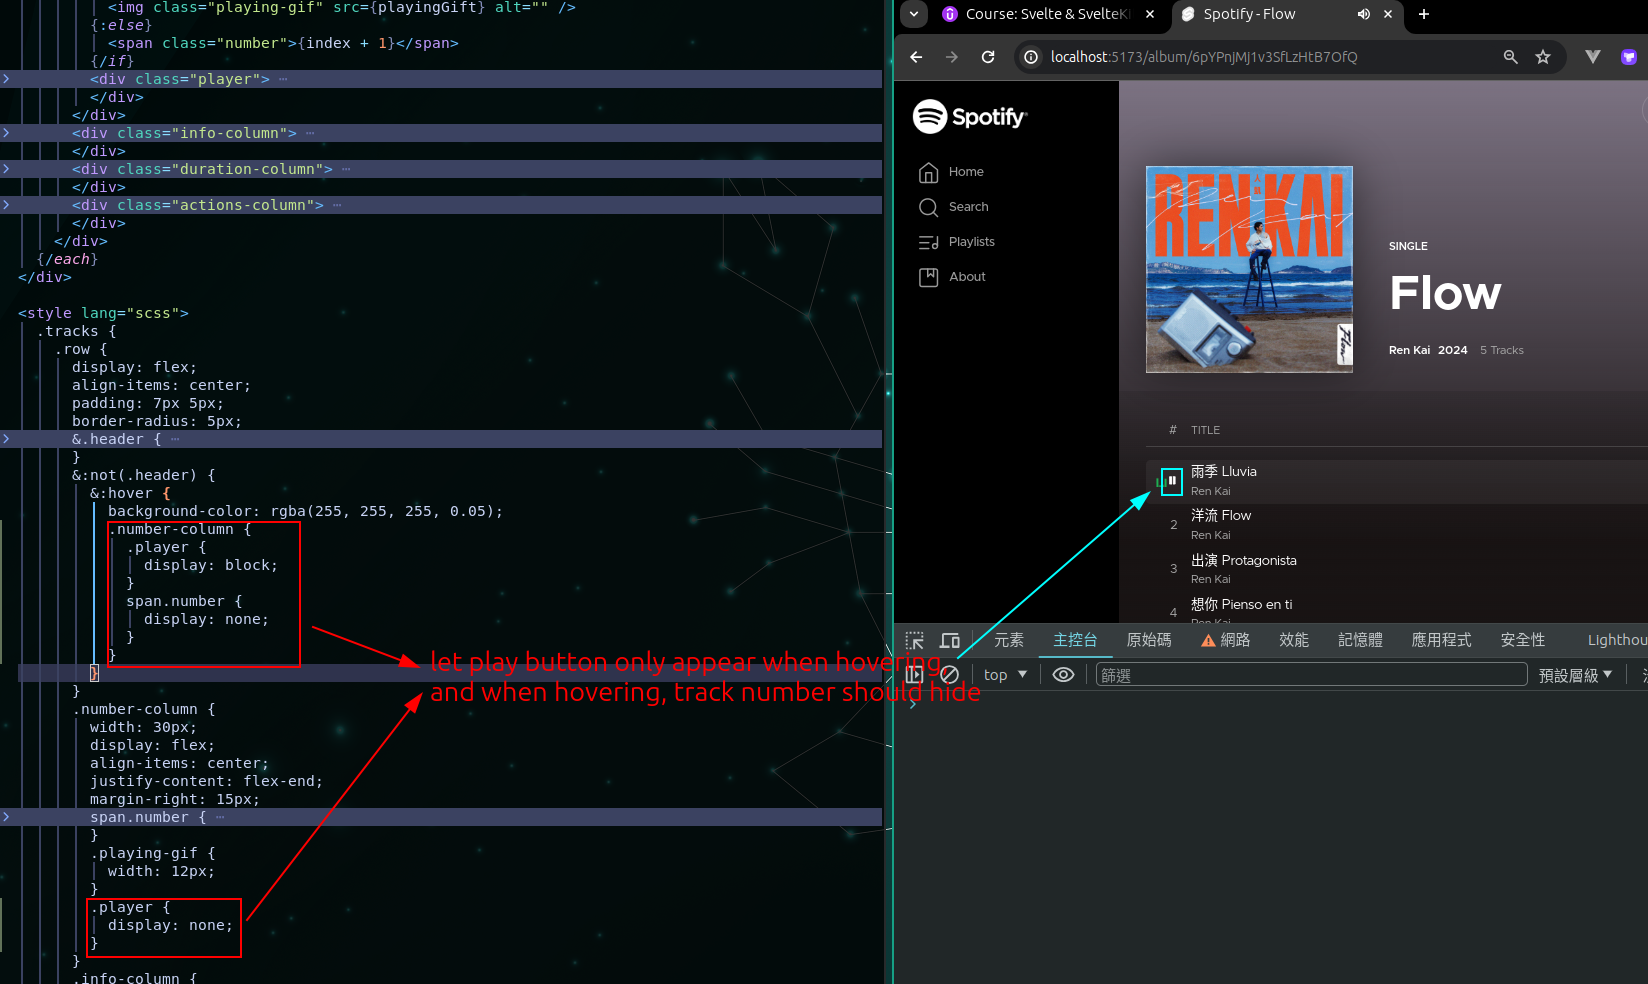 <img class="playing-gif" src={playingGift} alt="" />
{:else}
<span class="number">{index + 1}</span>
{/if}
<div class="player"> ⋯
</div>
</div>
<div class="info-column"> ⋯
</div>
<div class="duration-column"> ⋯
</div>
<div class="actions-column"> ⋯
</div>
</div>
{/each}
</div>
<style lang="scss">
.tracks {
.row {
display: flex;
align-items: center;
padding: 7px 5px;
border-radius: 5px;
&.header { ⋯
}
&:not(.header) {
&:hover {
background-color: rgba(255, 255, 255, 0.05);
.number-column {
.player {
display: block;
}
span.number {
display: none;
}
}
}
}
let play button only appear when hovering,
and when hovering, track number should hide
.number-column {
width: 30px;
display: flex;
align-items: center;
justify-content: flex-end;
margin-right: 15px;
span.number { ⋯
}
.playing-gif {
width: 12px;
}
.player {
display: none;
}
}
.info-column {
Course: Svelte & SvelteKi
Spotify - Flow
localhost:5173/album/6pYPnJMJ1v3SfLzHtB7OfQ
Spotify
Home
Search
Playlists
About
RENKAI
Flow
SINGLE
Flow
Ren Kai 2024 5 Tracks
# TITLE
雨季 Lluvia
Ren Kai
2 洋流 Flow
Ren Kai
3 出演 Protagonista
Ren Kai
4 想你 Pienso en ti
Ren Kai
元素 主控台 原始碼 網路 效能 記憶體 應用程式 安全性 Lighthou
top 篩選 預設層級